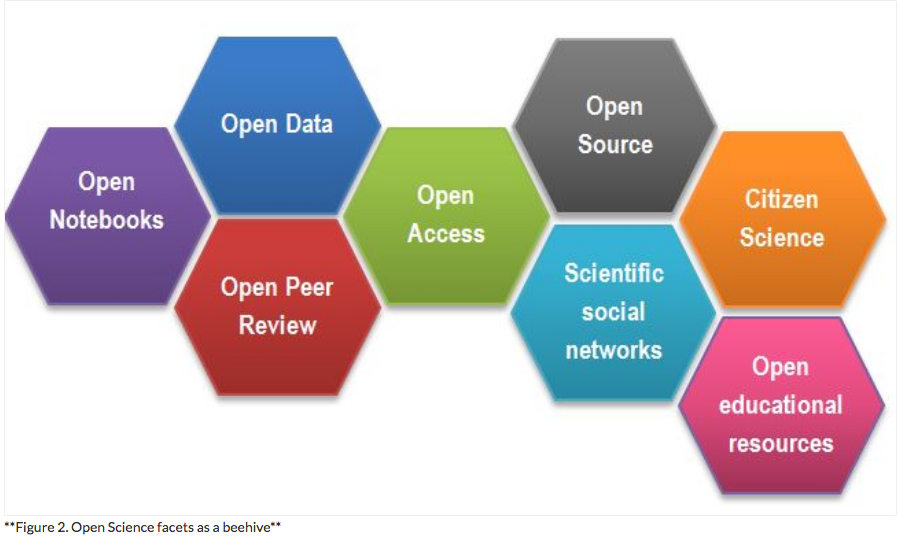 Open
Notebooks
Open Data
Open Peer
Review
Open
Access
Open
Source
Scientific
social
networks
Citizen
Science
Open
educational
resources
**Figure 2. Open Science facets as a beehive**